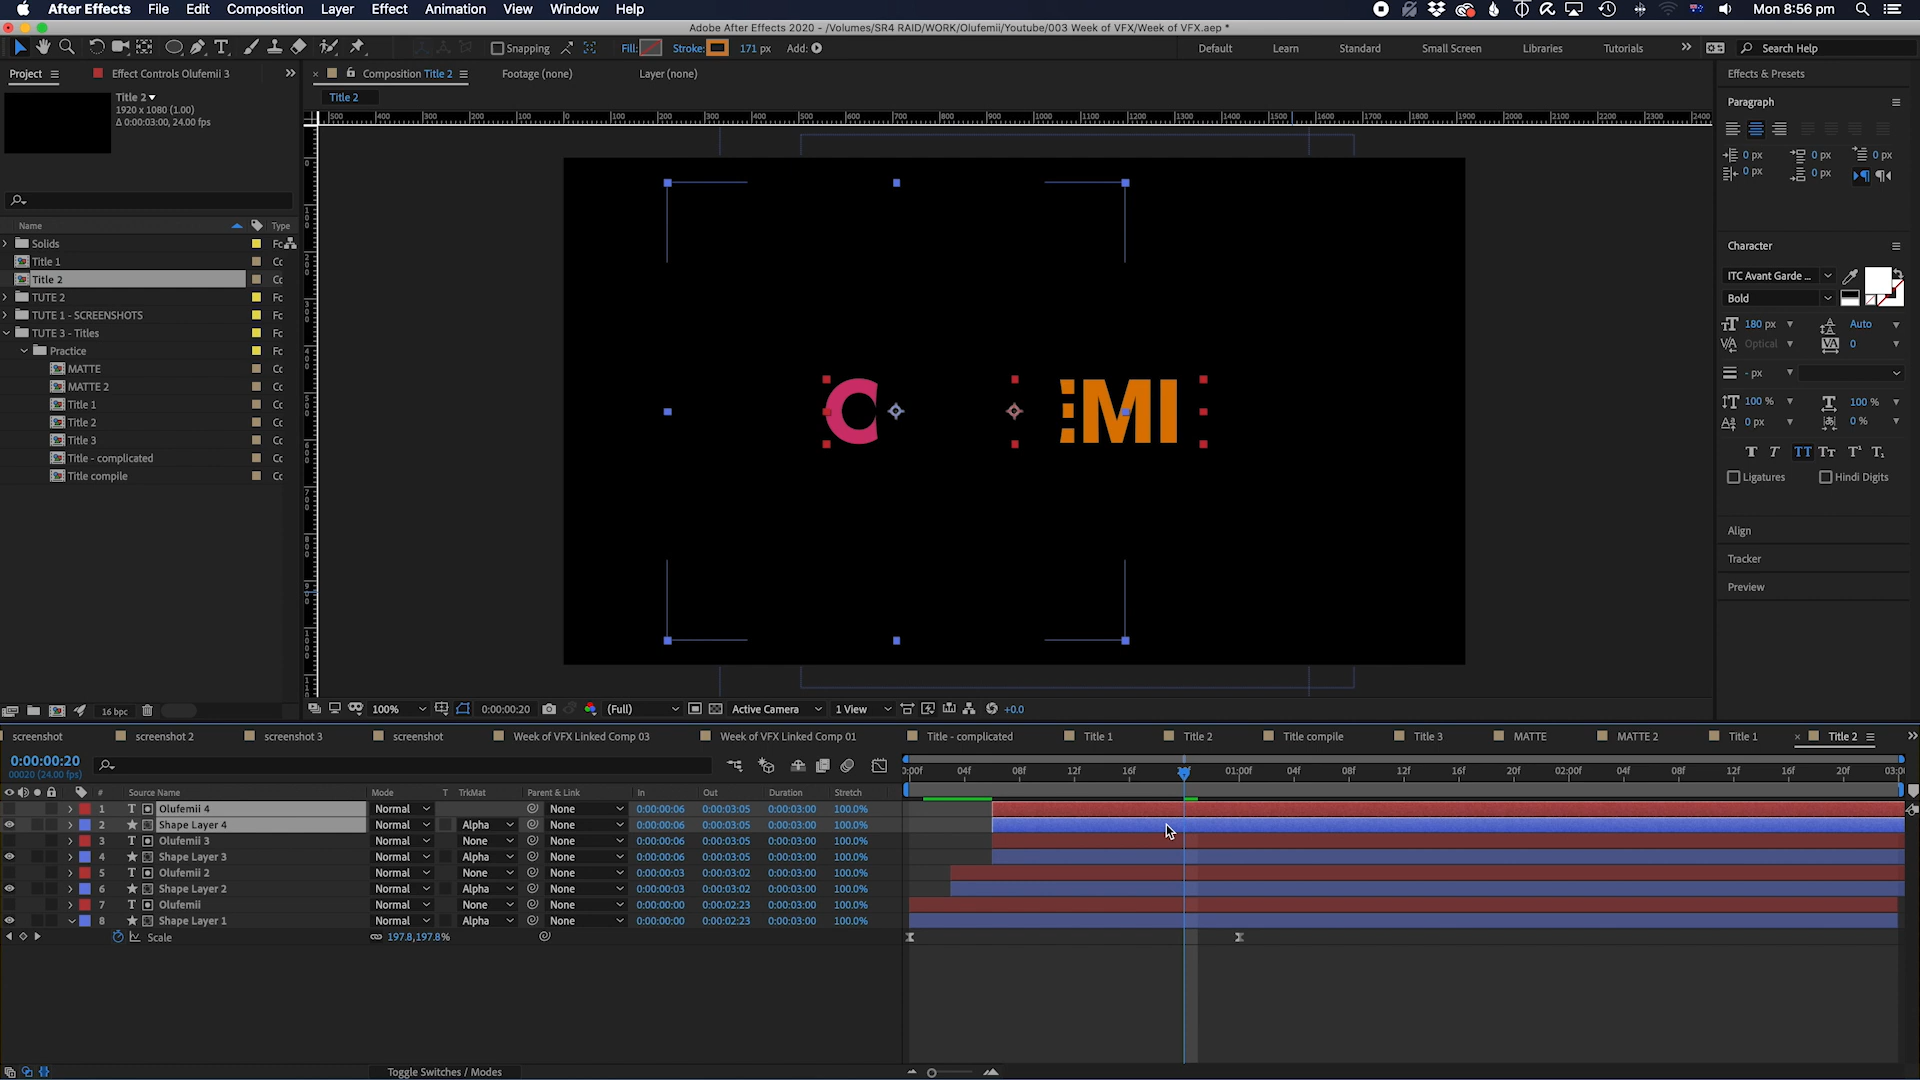 After Effects File Edit Composition Layer Effect Animation View Window Help Mon 8:56 pm
Adobe After Effects 2020 - /Volumes/SR4 RAID/WORK/Olufemii/Youtube/003 Week of VFX/Week of VFX.aep *
Snapping Fill: Stroke: 171 px Add: Default Learn Standard Small Screen Libraries Tutorials Search Help
Project Effect Controls Olufemii 3 Composition Title 2 Footage (none) Layer (none) Effects & Presets
Title 2
1920 x 1080 (1.00)
Δ 0:00:03:00, 24.00 fps
Title 2
Paragraph
0 px 0 px 0 px
0 px 0 px
Name Type
Solids
Title 1
Title 2
TUTE 2
TUTE 1 - SCREENSHOTS
TUTE 3 - Titles
Practice
MATTE
MATTE 2
Title 1
Title 2
Title 3
Title - complicated
Title compile
C MI
Character
ITC Avant Garde ...
Bold
180 px Auto
Optical 0
- px
100 % 100 %
0 px 0 %
Ligatures Hindi Digits
Align
Tracker
Preview
16 bpc 100% 0:00:00:20 (Full) Active Camera 1 View +0.0
screenshot screenshot 2 screenshot 3 screenshot Week of VFX Linked Comp 03 Week of VFX Linked Comp 01 Title - complicated Title 1 Title 2 Title compile Title 3 MATTE MATTE 2 Title 1 Title 2
0:00:00:20
00020 (24.00 fps)
04f 08f 12f 16f 01:00f 04f 08f 12f 16f 20f 02:00f 04f 08f 12f 16f 20f
# Source Name Mode T TrkMat Parent & Link In Out Duration Stretch
1 Olufemii 4 Normal None 0:00:00:06 0:00:03:05 0:00:03:00 100.0%
2 Shape Layer 4 Normal Alpha None 0:00:00:06 0:00:03:05 0:00:03:00 100.0%
3 Olufemii 3 Normal None None 0:00:00:06 0:00:03:05 0:00:03:00 100.0%
4 Shape Layer 3 Normal Alpha None 0:00:00:06 0:00:03:05 0:00:03:00 100.0%
5 Olufemii 2 Normal None None 0:00:00:03 0:00:03:02 0:00:03:00 100.0%
6 Shape Layer 2 Normal Alpha None 0:00:00:03 0:00:03:02 0:00:03:00 100.0%
7 Olufemii Normal None None 0:00:00:00 0:00:02:23 0:00:03:00 100.0%
8 Shape Layer 1 Normal Alpha None 0:00:00:00 0:00:02:23 0:00:03:00 100.0%
Scale 197.8,197.8%
Toggle Switches / Modes